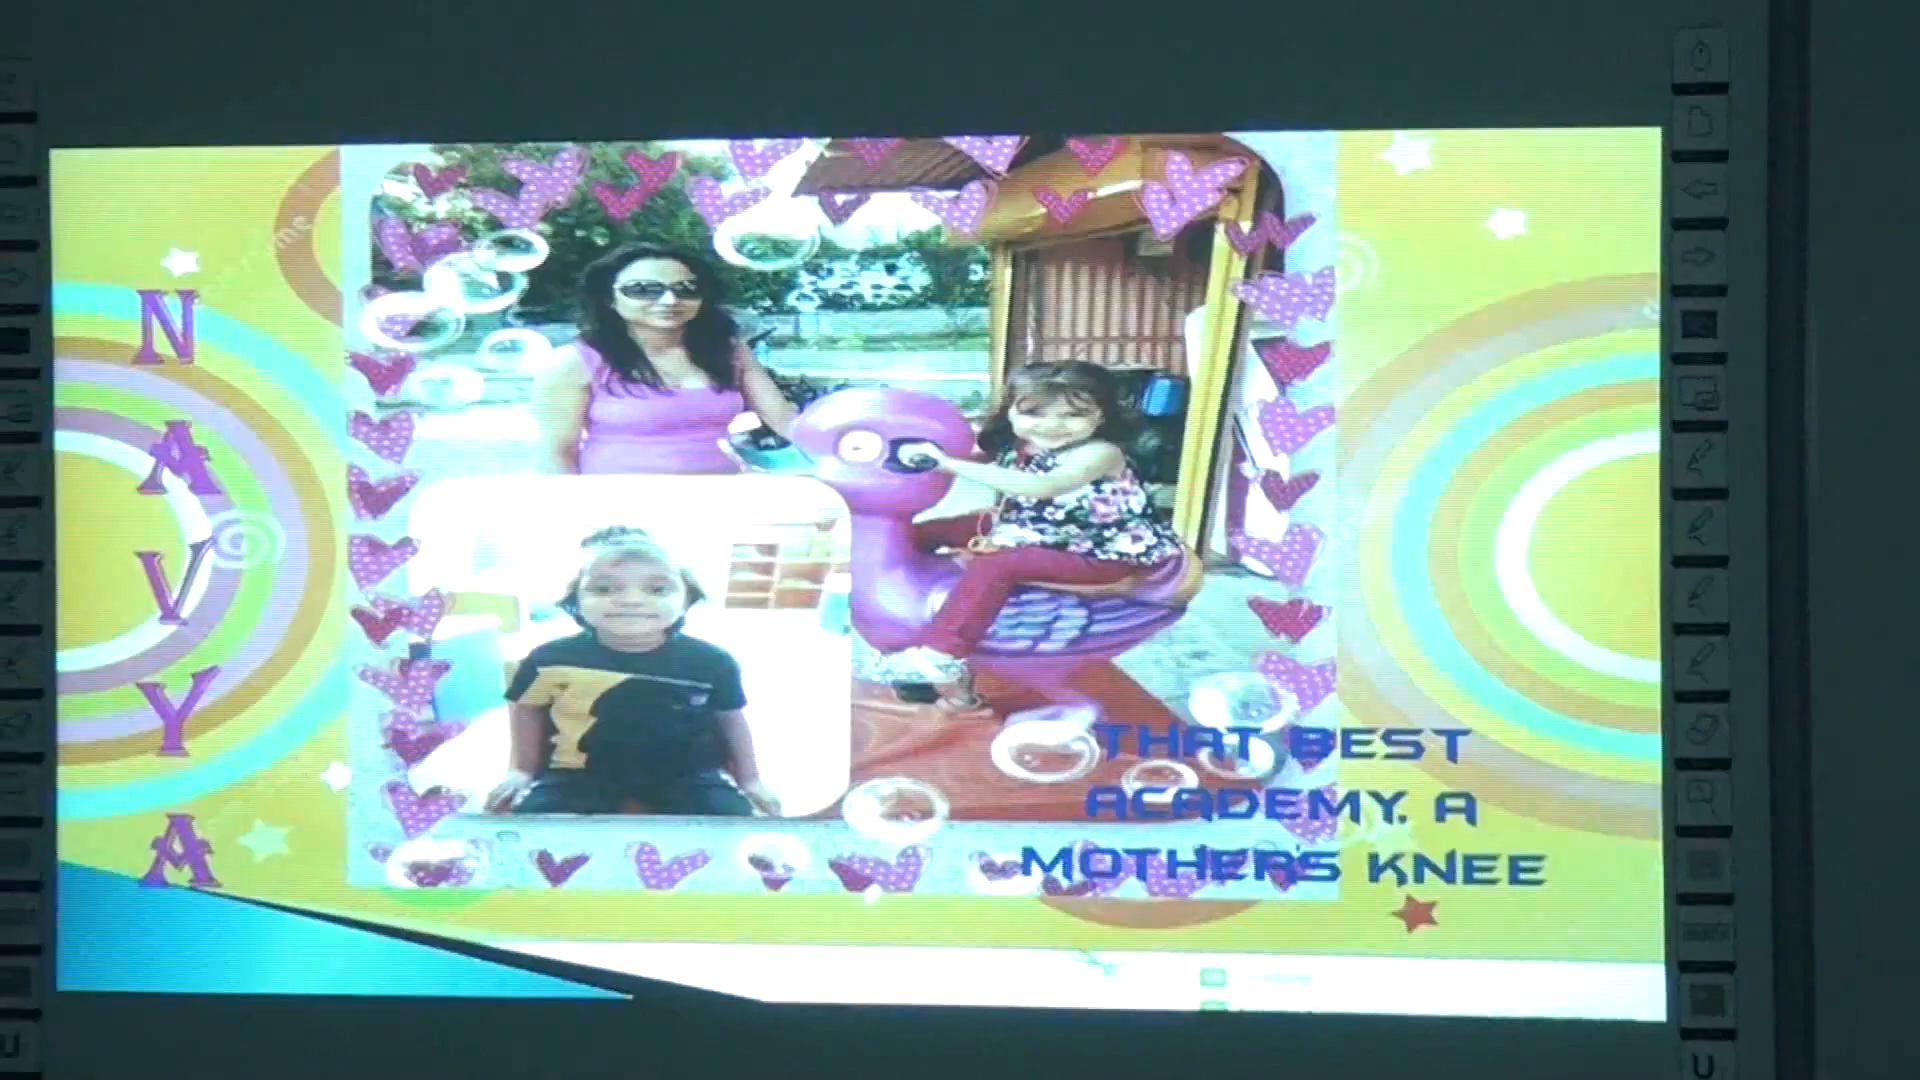 NAVYA
THAT BEST
ACADEMY. A
MOTHER'S KNEE
U
U